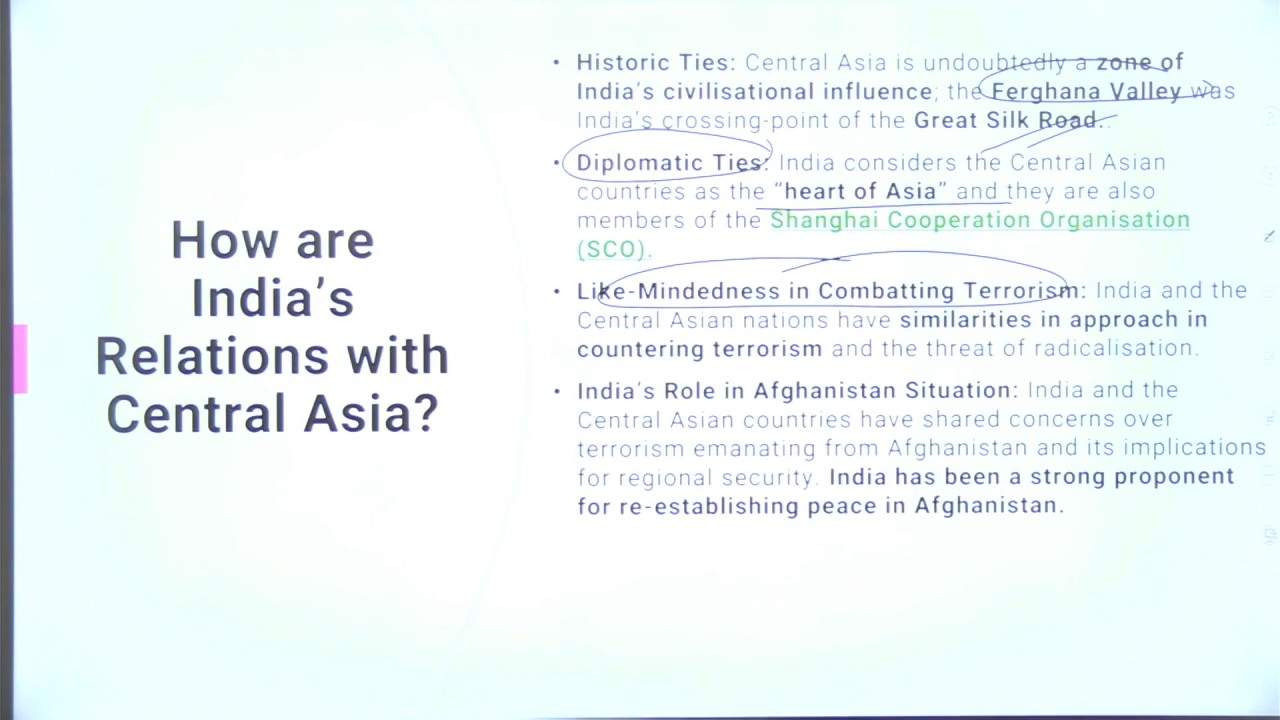 How are
India's
Relations with
Central Asia?
• Historic Ties: Central Asia is undoubtedly a zone of
India's civilisational influence; the Ferghana Valley was
India's crossing-point of the Great Silk Road..
• Diplomatic Ties: India considers the Central Asian
countries as the “heart of Asia” and they are also
members of the Shanghai Cooperation Organisation
(SCO).
• Like-Mindedness in Combatting Terrorism: India and the
Central Asian nations have similarities in approach in
countering terrorism and the threat of radicalisation.
• India's Role in Afghanistan Situation: India and the
Central Asian countries have shared concerns over
terrorism emanating from Afghanistan and its implications
for regional security. India has been a strong proponent
for re-establishing peace in Afghanistan.